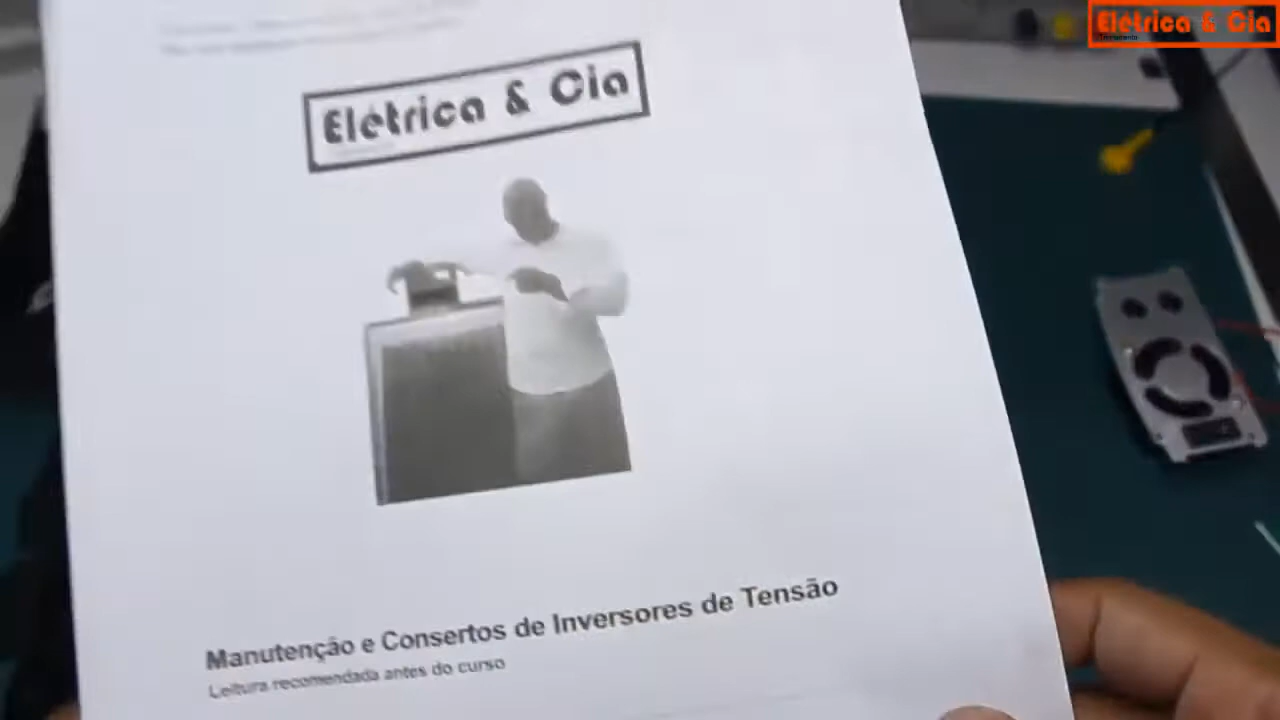 Elétrica & Cia
Elétrica & Cia
Manutenção e Consertos de Inversores de Tensão
Leitura recomendada antes do curso